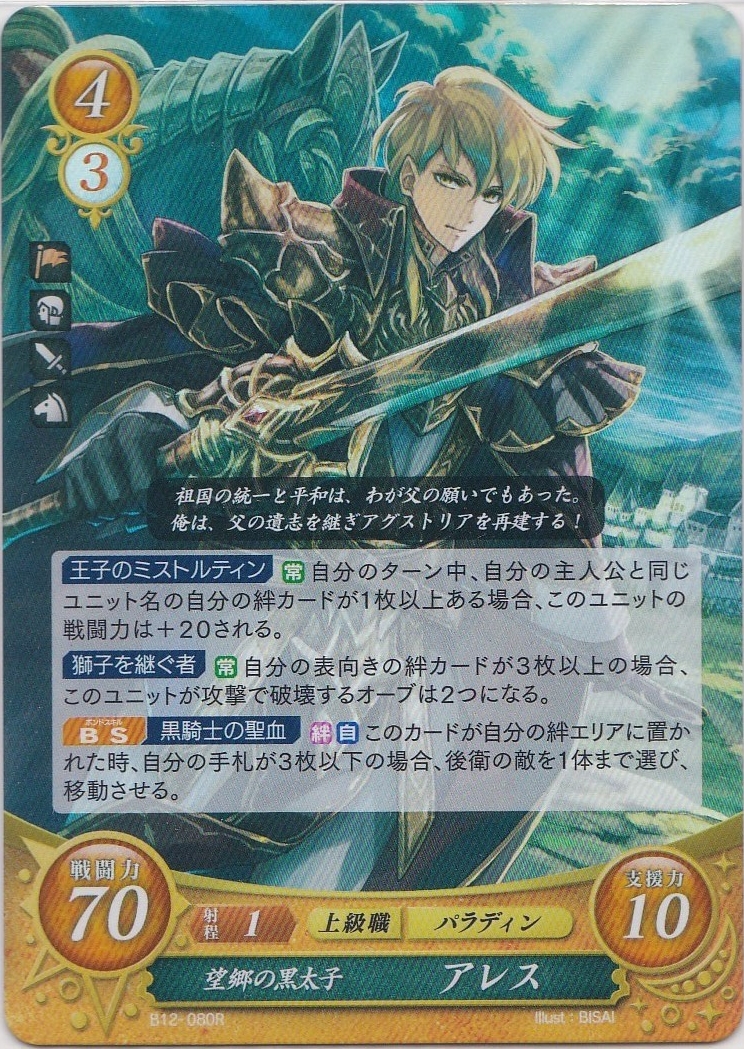 4
3
祖国の統一と平和は、わが父の願いでもあった。
俺は、父の遺志を継ぎアグストリアを再建する！
王子のミストルティン 常 自分のターン中、自分の主人公と同じ
ユニット名の自分の絆カードが1枚以上ある場合、このユニットの
戦闘力は＋20される。
獅子を継ぐ者 常 自分の表向きの絆カードが3枚以上の場合、
このユニットが攻撃で破壊するオーブは2つになる。
ボンドスキル
BS 黒騎士の聖血 絆 自 このカードが自分の絆エリアに置か
れた時、自分の手札が3枚以下の場合、後衛の敵を1体まで選び、
移動させる。
戦闘力
70
射程 1 上級職 パラディン
支援力
10
望郷の黒太子 アレス
B12-080R Illust：BISAI